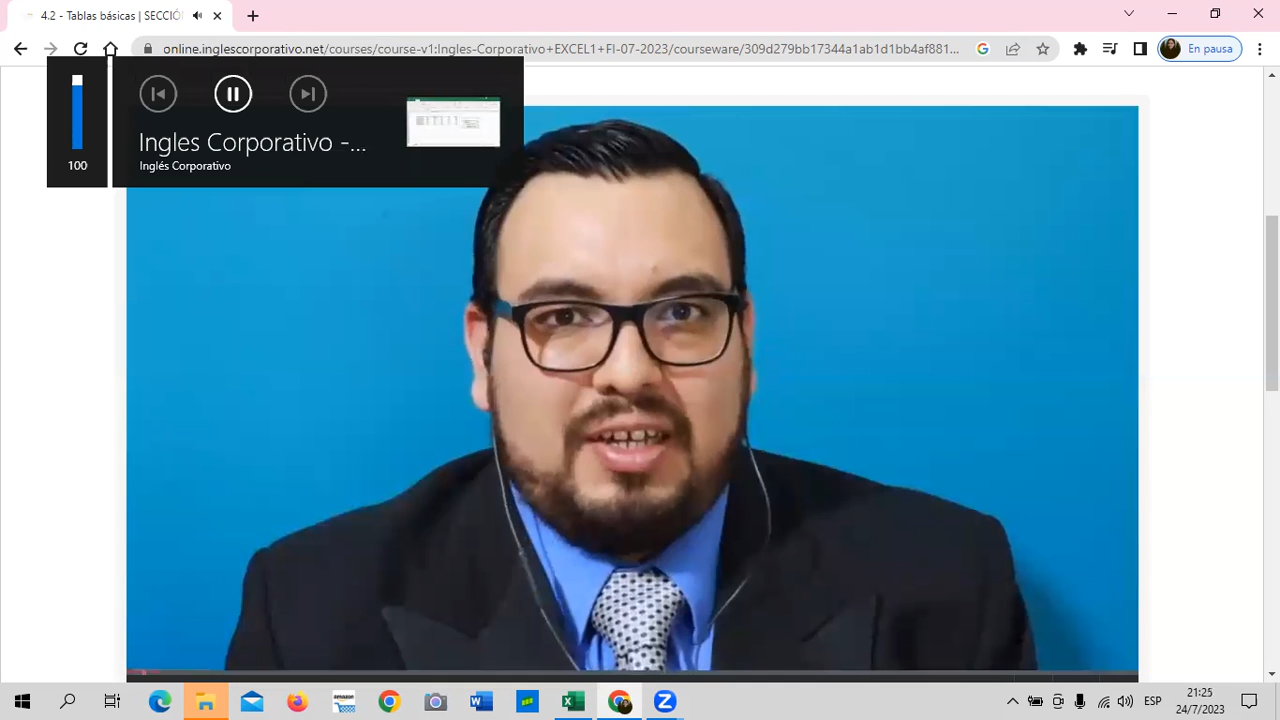 4.2 - Tablas básicas | SECCIÓ
online.inglescorporativo.net/courses/course-v1:Ingles-Corporativo+EXCEL1+FI-07-2023/courseware/309d279bb17344a1ab1d1bb4af881...
En pausa
Ingles Corporativo -...
Inglés Corporativo
100
amazon
ESP
21:25
24/7/2023